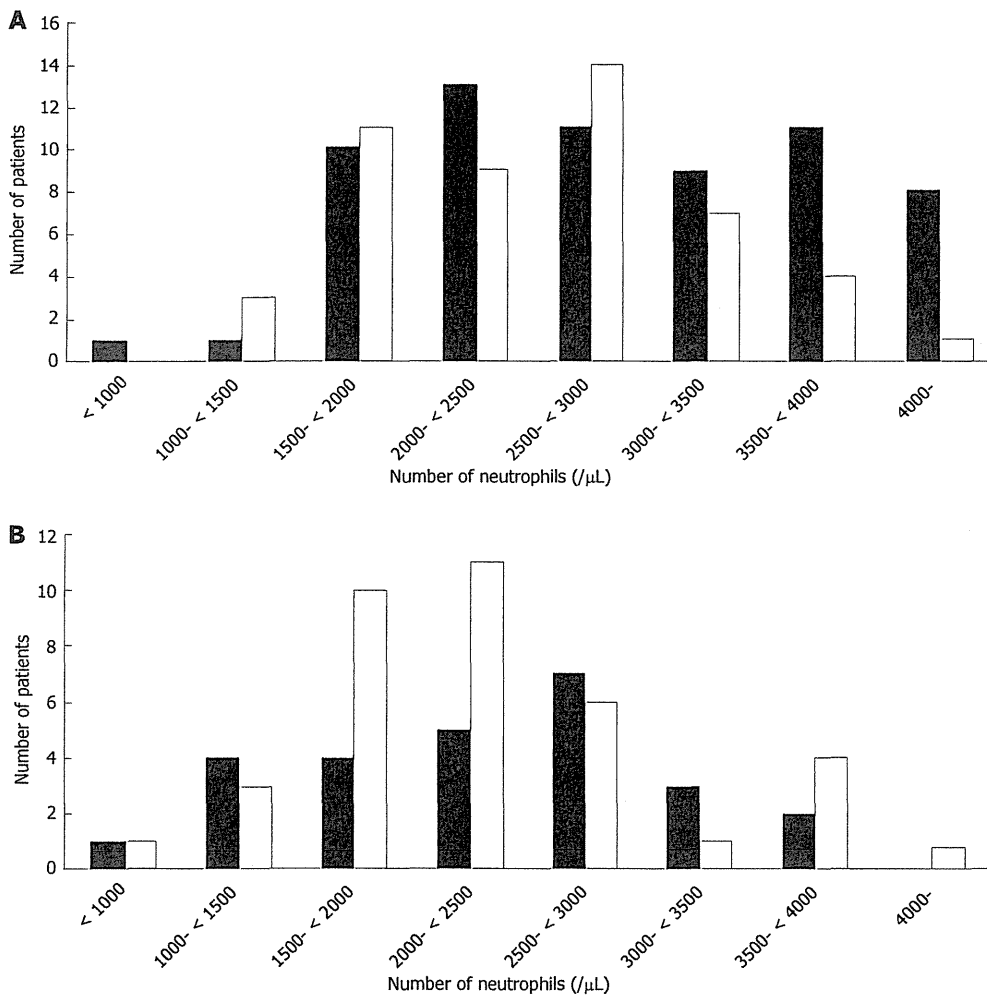 A
16
14
12
10
8
6
4
2
0
Number of patients
< 1000
1000- < 1500
1500- < 2000
2000- < 2500
2500- < 3000
3000- < 3500
3500- < 4000
4000-
Number of neutrophils (/μL)
B
12
10
8
6
4
2
0
Number of patients
< 1000
1000- < 1500
1500- < 2000
2000- < 2500
2500- < 3000
3000- < 3500
3500- < 4000
4000-
Number of neutrophils (/μL)